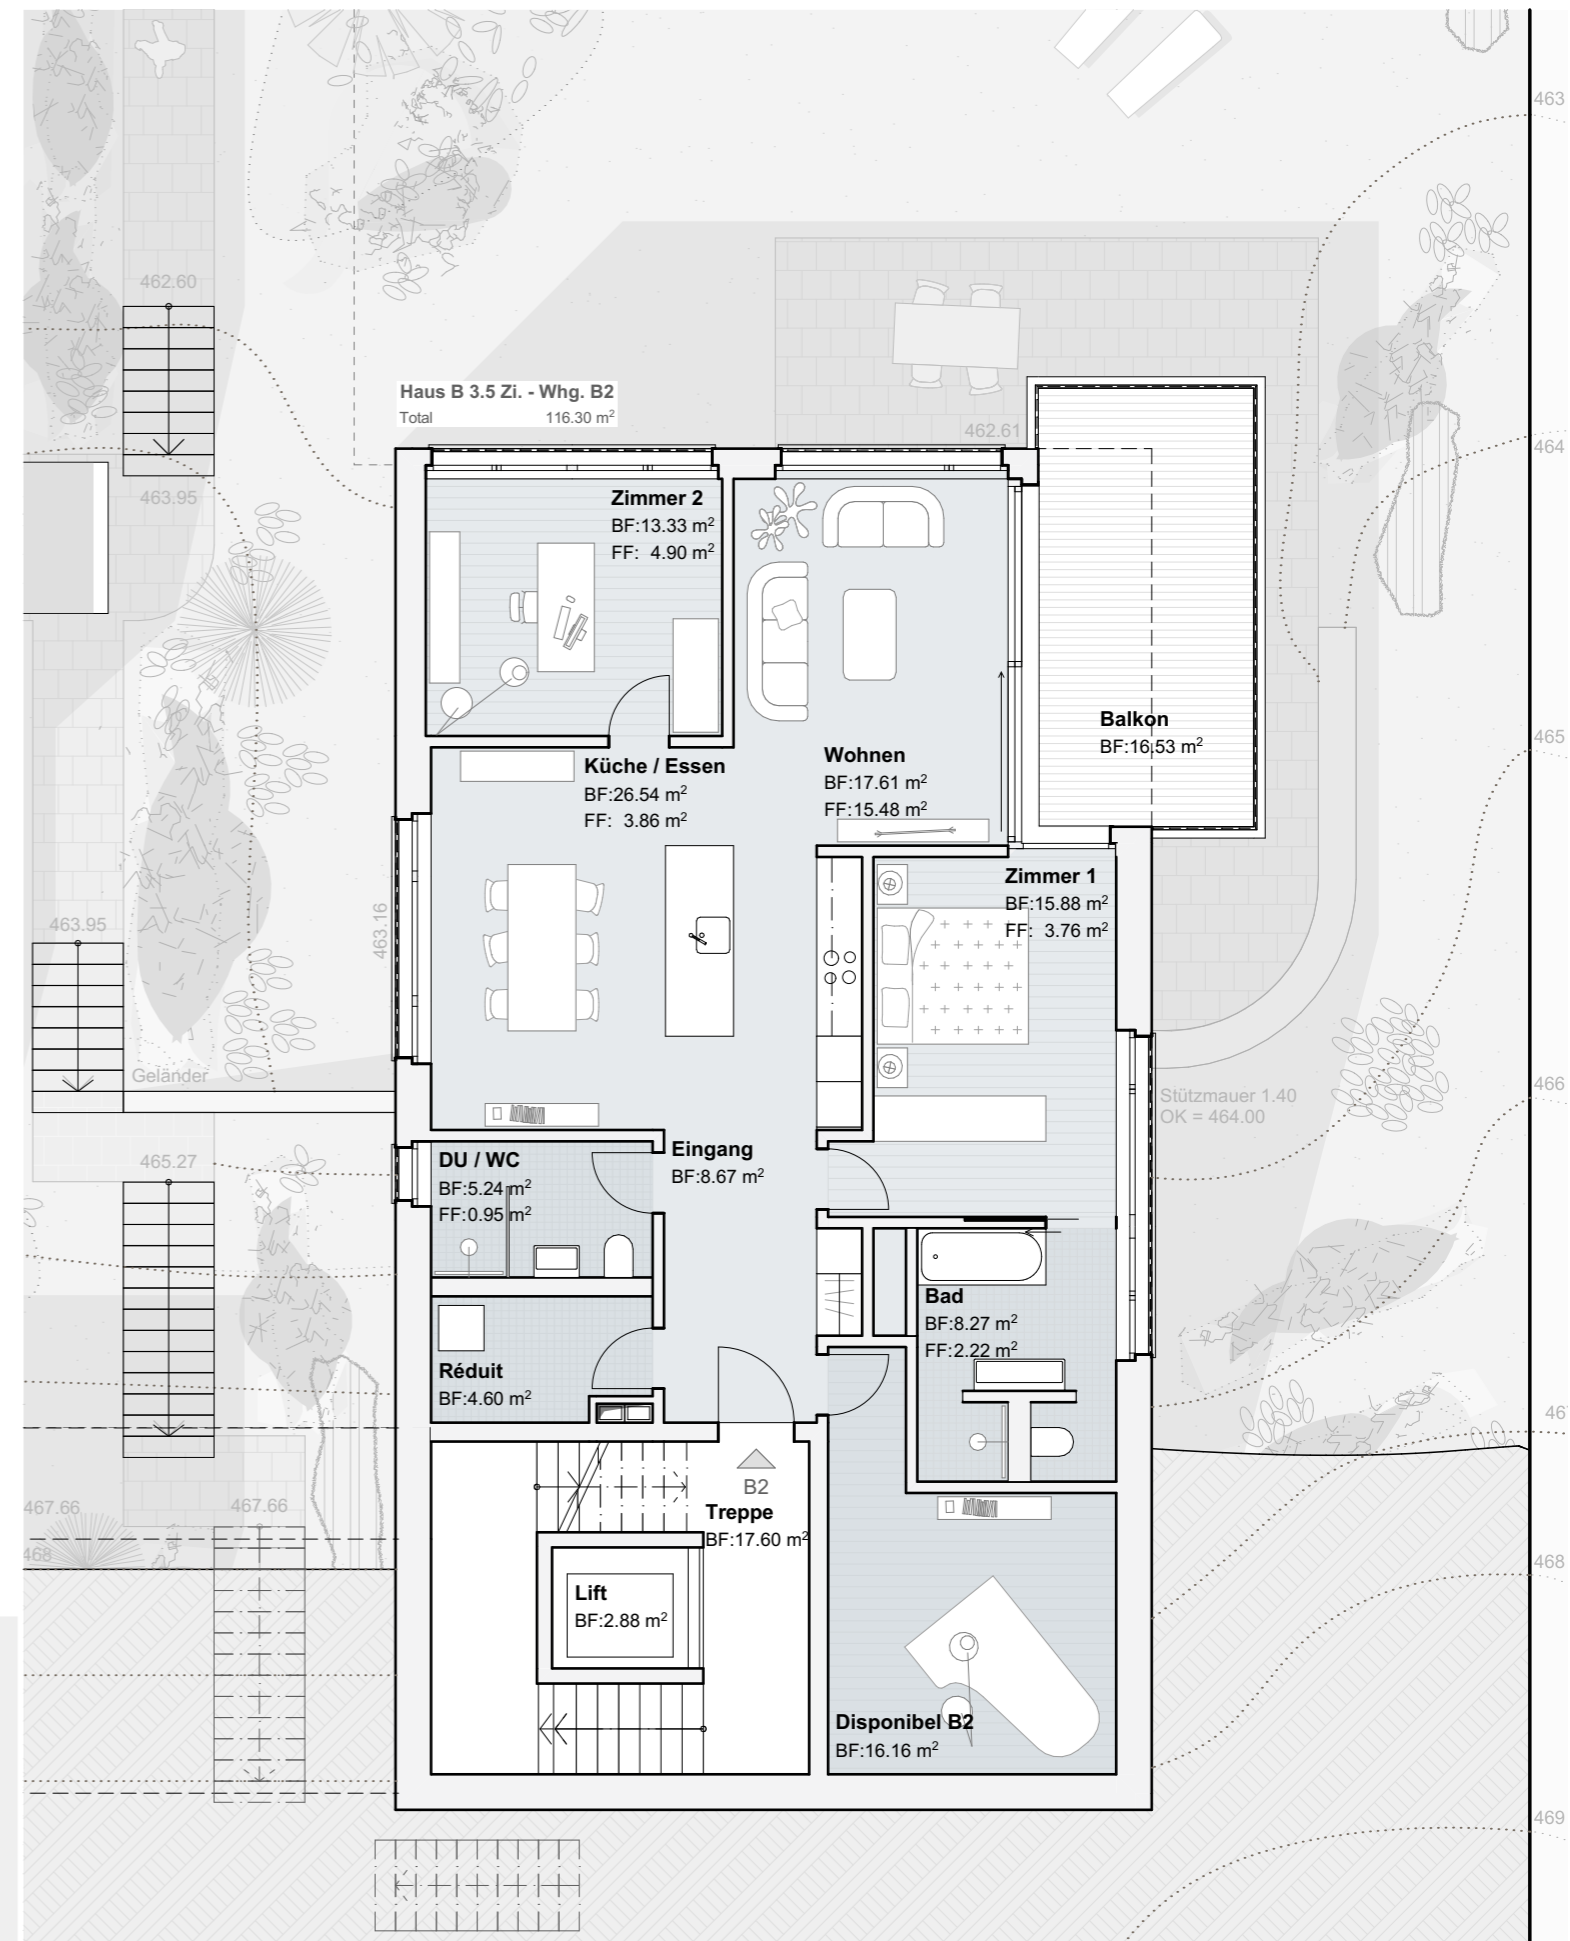 463
462.60
Haus B 3.5 Zi. - Whg. B2
Total 116.30 m²
462.61
464
463.95
Zimmer 2
BF:13.33 m²
FF: 4.90 m²
Balkon
BF:16.53 m²
465
Küche / Essen
BF:26.54 m²
FF: 3.86 m²
Wohnen
BF:17.61 m²
FF:15.48 m²
Zimmer 1
BF:15.88 m²
FF: 3.76 m²
463.95
463.16
Geländer
466
Stützmauer 1.40
OK = 464.00
465.27
DU / WC
BF:5.24 m²
FF:0.95 m²
Eingang
BF:8.67 m²
Bad
BF:8.27 m²
FF:2.22 m²
Réduit
BF:4.60 m²
46
B2
467.66
467.66
Treppe
BF:17.60 m²
468
468
Lift
BF:2.88 m²
Disponibel B2
BF:16.16 m²
469